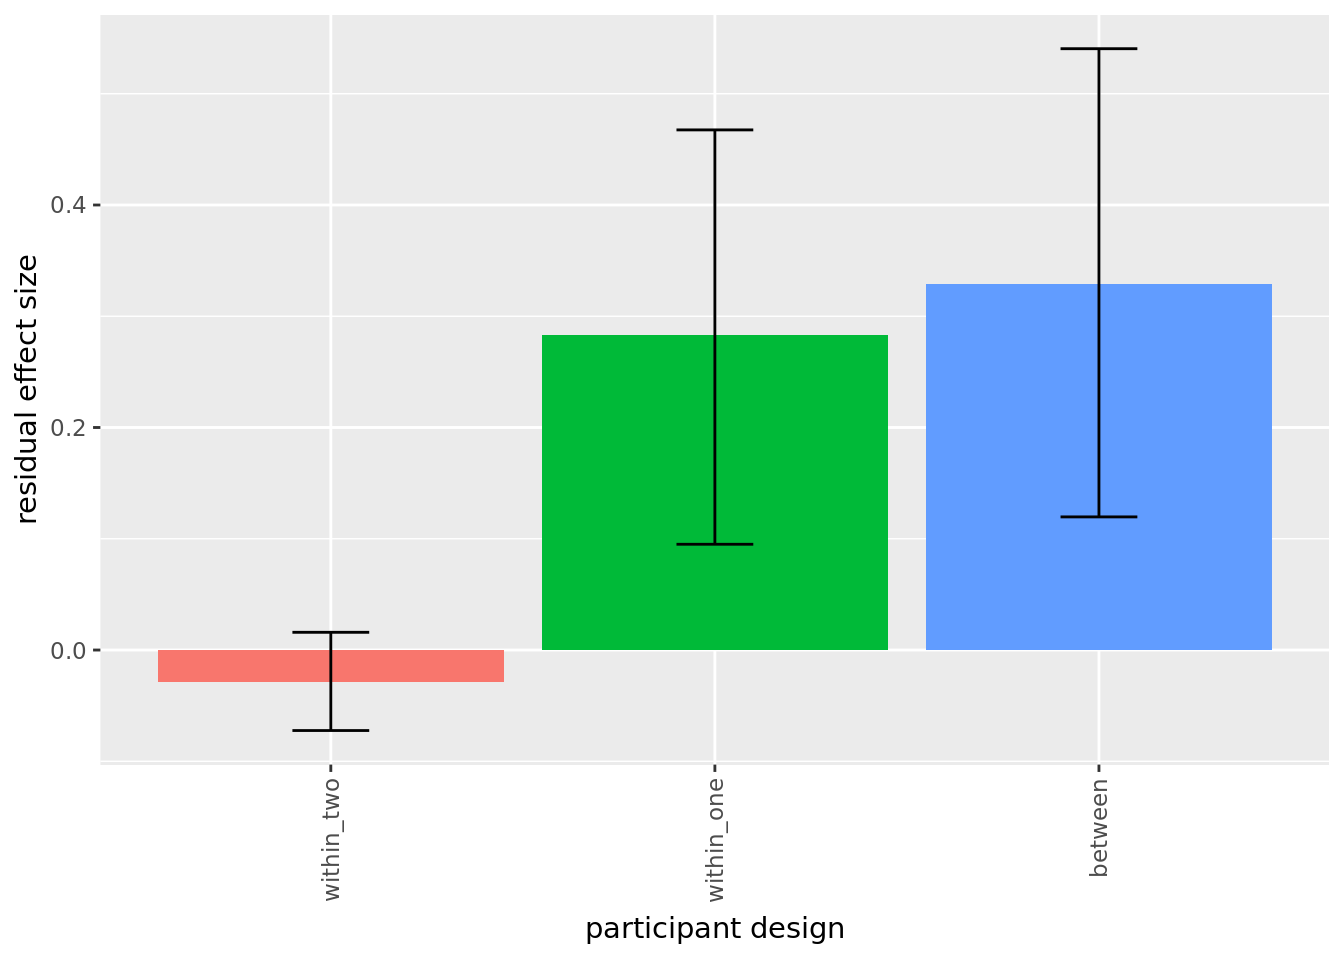 residual effect size
0.4
0.2
0.0
within_two
within_one
between
participant design